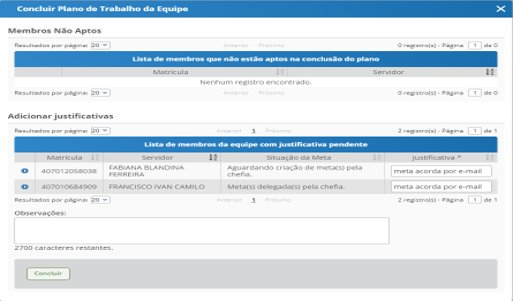 Concluir Plano de Trabalho da Equipe
Membros Não Aptos
Resultados por página: 20 Anterior Próximo 0 registro(s) - Página 1 de 0
Lista de membros que não estão aptos na conclusão do plano
Matrícula Servidor
Nenhum registro encontrado.
Resultados por página: 20 Anterior Próximo 0 registro(s) - Página 1 de 0
Adicionar justificativas
Resultados por página: 20 Anterior 1 Próximo 2 registro(s) - Página 1 de 1
Lista de membros da equipe com justificativa pendente
Matrícula Servidor Situação da Meta Justificativa *
407012058038 FABIANA BLANDINA FERREIRA Aguardando criação de meta(s) pela chefia. meta acorda por e-mail
407010684909 FRANCISCO IVAN CAMILO Meta(s) delegada(s) pela chefia. meta acorda por e-mail
Resultados por página: 20 Anterior 1 Próximo 2 registro(s) - Página 1 de 1
Observações:
2700 caracteres restantes.
Concluir